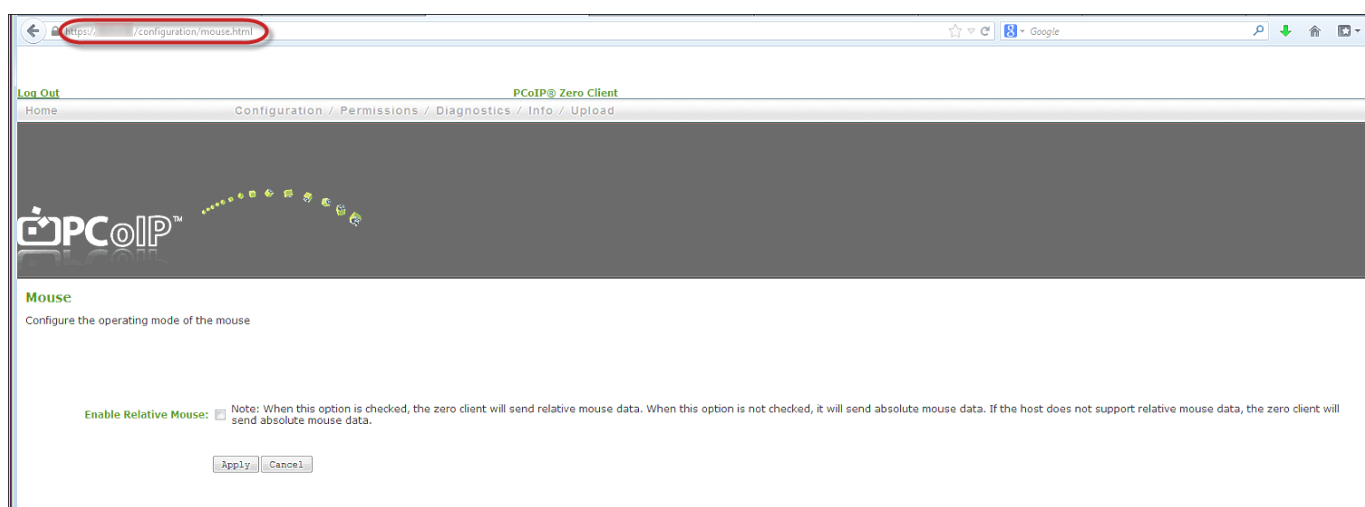 https:// /configuration/mouse.html
Google
Log Out
PCoIP® Zero Client
Home
Configuration / Permissions / Diagnostics / Info / Upload
PCoIP™
Mouse
Configure the operating mode of the mouse
Enable Relative Mouse:
Note: When this option is checked, the zero client will send relative mouse data. When this option is not checked, it will send absolute mouse data. If the host does not support relative mouse data, the zero client will
send absolute mouse data.
Apply
Cancel